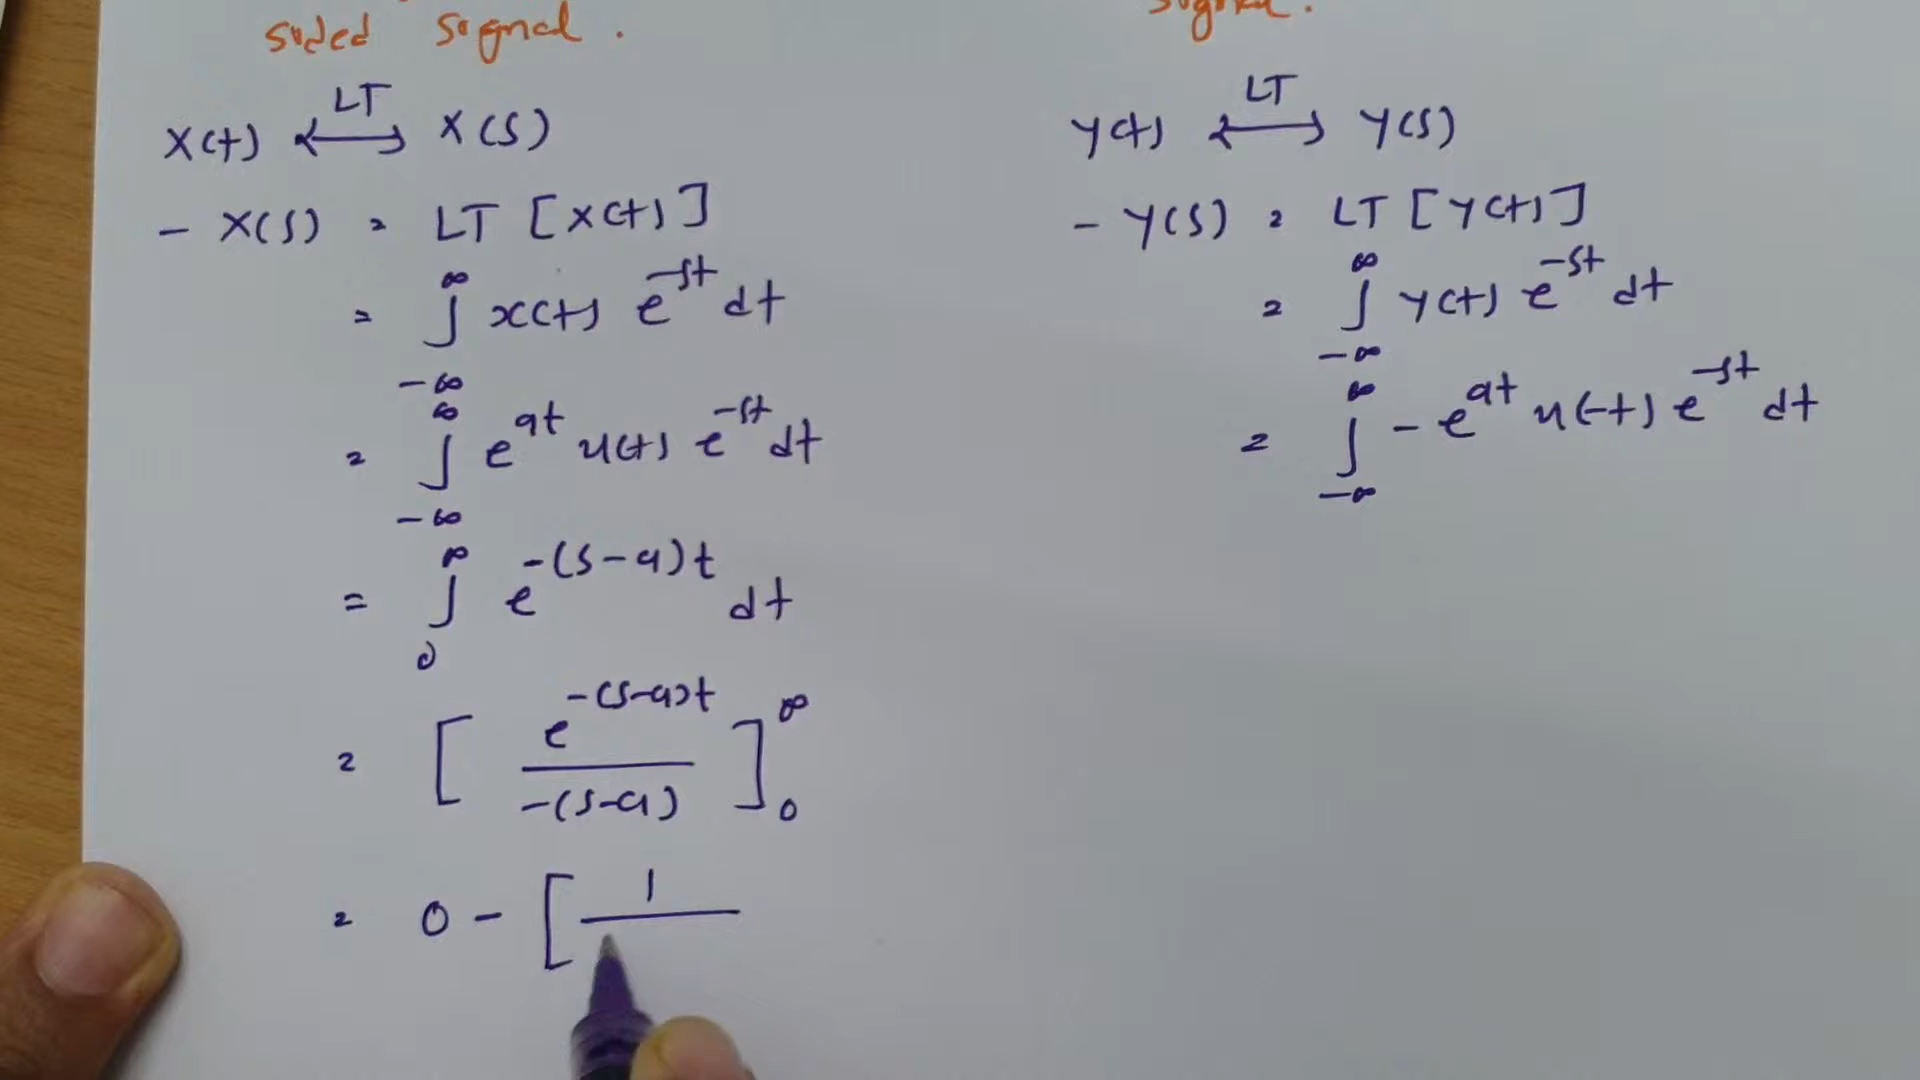 sided signal.
x(t) ⟷ X(s)
LT
- X(s) = LT [x(t)]
= ∫_{-∞}^{∞} x(t) e^{-st} dt
= ∫_{-∞}^{∞} e^{at} u(t) e^{-st} dt
= ∫_{0}^{∞} e^{-(s-a)t} dt
= [ e^{-(s-a)t} / -(s-a) ]_{0}^{∞}
= 0 - [ 1 /
signal.
y(t) ⟷ Y(s)
LT
- Y(s) = LT [y(t)]
= ∫_{-∞}^{∞} y(t) e^{-st} dt
= ∫_{-∞}^{∞} - e^{at} u(-t) e^{-st} dt